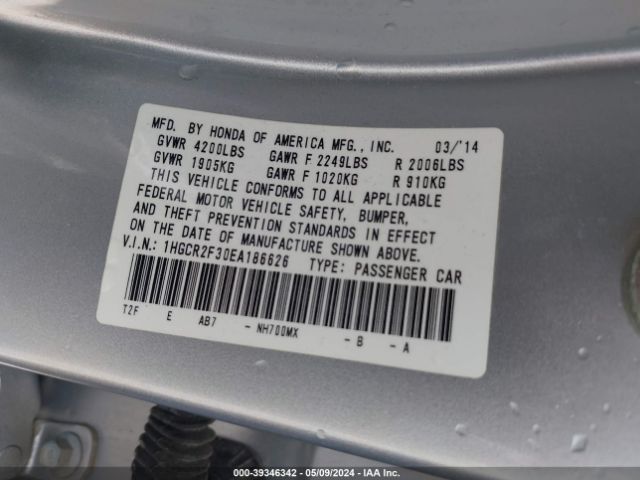 MFD. BY HONDA OF AMERICA MFG., INC. 03/'14
GVWR 4200LBS GAWR F 2249LBS R 2006LBS
GVWR 1905KG GAWR F 1020KG R 910KG
THIS VEHICLE CONFORMS TO ALL APPLICABLE
FEDERAL MOTOR VEHICLE SAFETY, BUMPER,
AND THEFT PREVENTION STANDARDS IN EFFECT
ON THE DATE OF MANUFACTURE SHOWN ABOVE.
V.I.N.: 1HGCR2F30EA186626 TYPE: PASSENGER CAR
T2F E AB7 - NH700MX - B - A
000-39346342 - 05/09/2024 - IAA Inc.